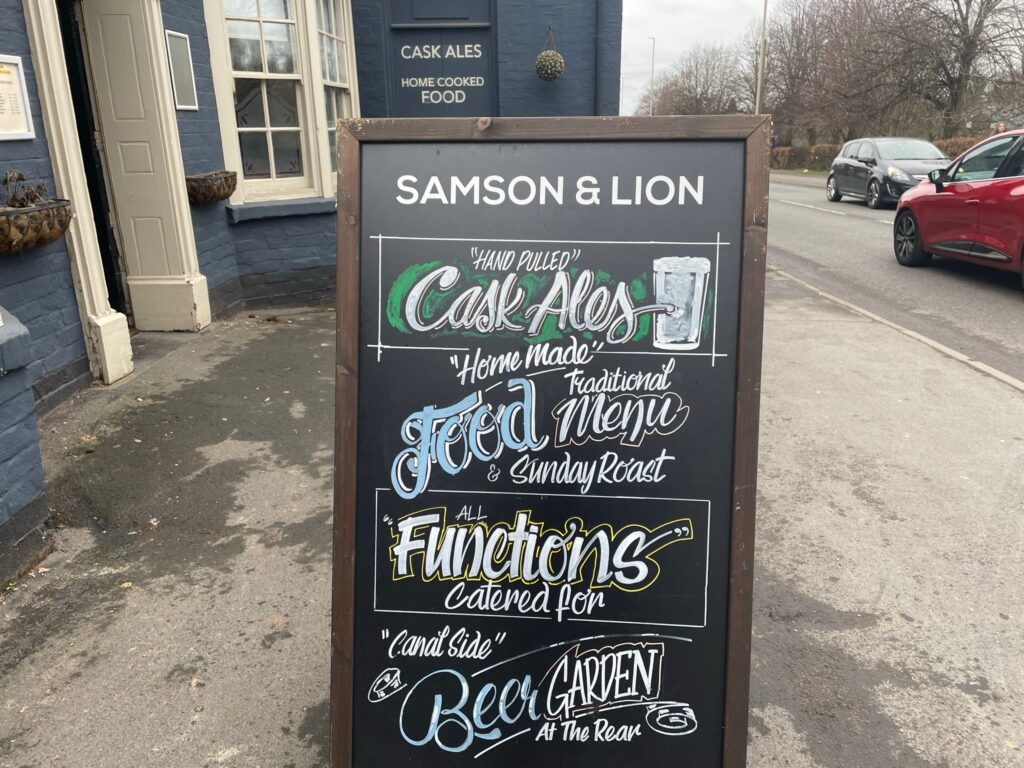 CASK ALES
HOME COOKED
FOOD
SAMSON & LION
"HAND PULLED"
Cask Ales
"Home Made"
Food Traditional
Menu
& Sunday Roast
ALL
"Functions"
Catered for
"Canal Side"
Beer GARDEN
At The Rear